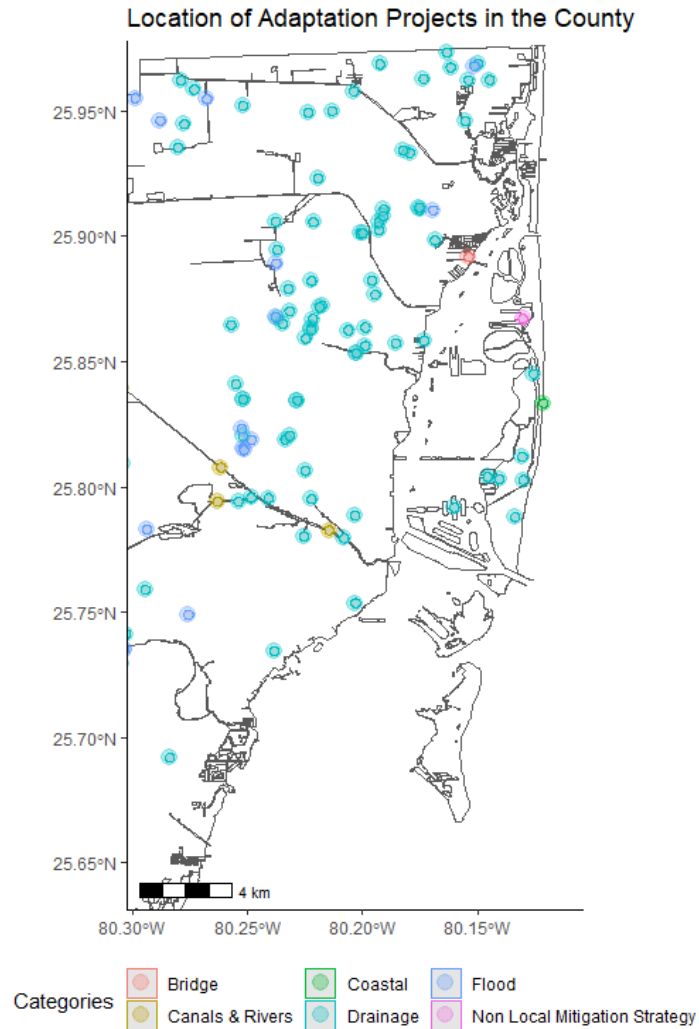 Location of Adaptation Projects in the County
25.95°N
25.90°N
25.85°N
25.80°N
25.75°N
25.70°N
25.65°N
4 km
80.30°W 80.25°W 80.20°W 80.15°W
Categories
Bridge Coastal Flood
Canals & Rivers Drainage Non Local Mitigation Strategy